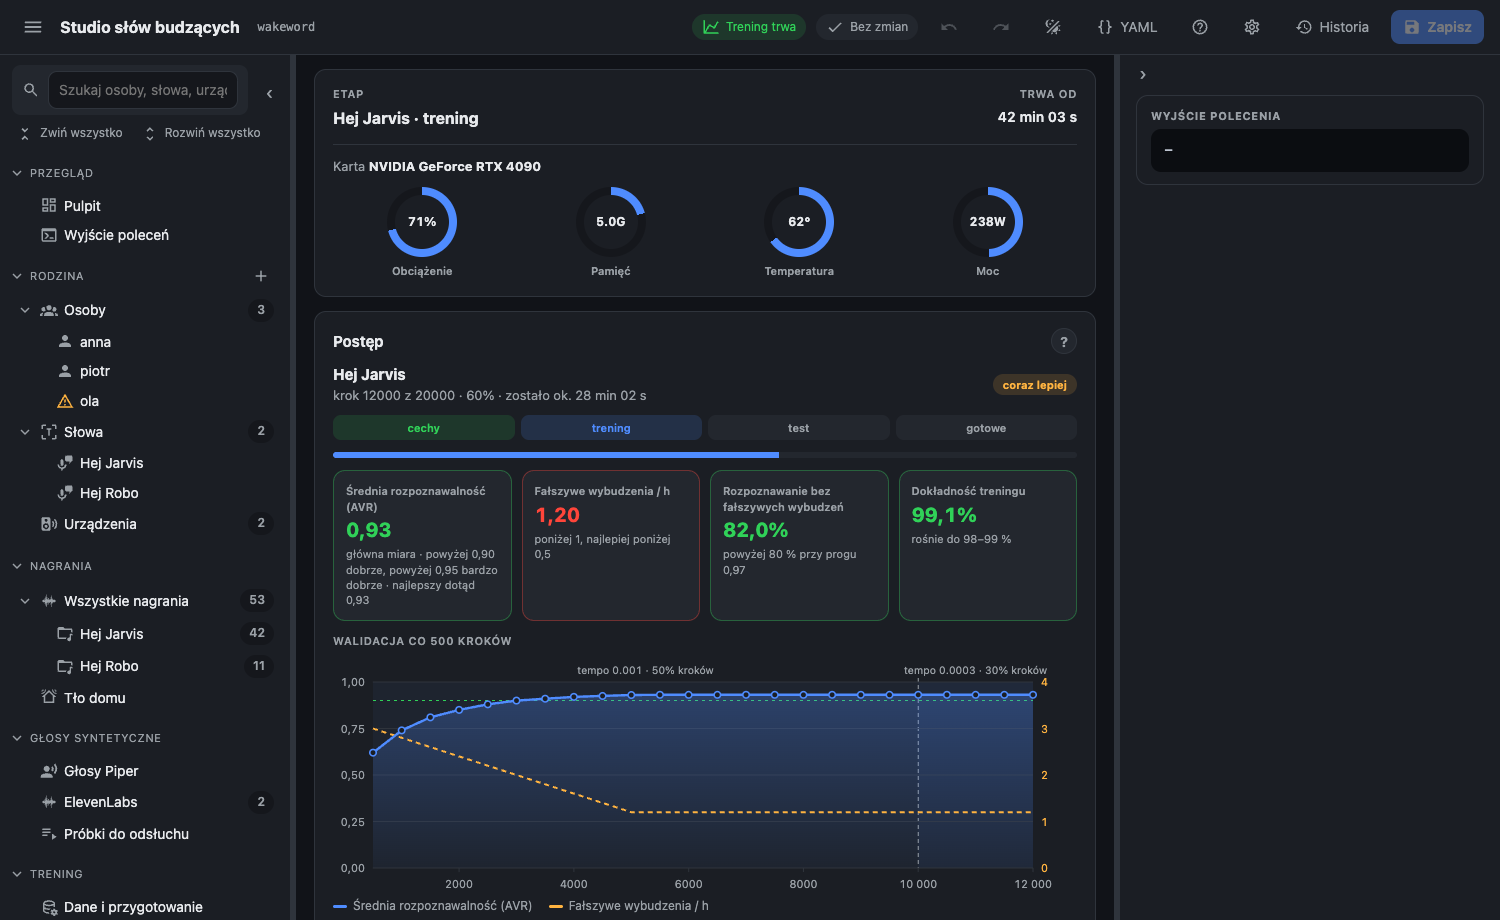 Studio słów budzących
wakeword
Trening trwa
Bez zmian
{} YAML
Historia
Zapisz
Szukaj osoby, słowa, urząd
Zwiń wszystko
Rozwiń wszystko
PRZEGLĄD
Pulpit
Wyjście poleceń
RODZINA
Osoby 3
anna
piotr
ola
Słowa 2
Hej Jarvis
Hej Robo
Urządzenia 2
NAGRANIA
Wszystkie nagrania 53
Hej Jarvis 42
Hej Robo 11
Tło domu
GŁOSY SYNTETYCZNE
Głosy Piper
ElevenLabs 2
Próbki do odsłuchu
TRENING
Dane i przygotowanie
ETAP
Hej Jarvis · trening
TRWA OD
42 min 03 s
Karta NVIDIA GeForce RTX 4090
71%
Obciążenie
5.0G
Pamięć
62°
Temperatura
238W
Moc
Postęp
?
Hej Jarvis
krok 12000 z 20000 · 60% · zostało ok. 28 min 02 s
coraz lepiej
cechy
trening
test
gotowe
Średnia rozpoznawalność
(AVR)
0,93
główna miara · powyżej 0,90
dobrze, powyżej 0,95 bardzo
dobrze · najlepszy dotąd
0,93
Fałszywe wybudzenia / h
1,20
poniżej 1, najlepiej poniżej
0,5
Rozpoznawanie bez
fałszywych wybudzeń
82,0%
powyżej 80 % przy progu
0,97
Dokładność treningu
99,1%
rośnie do 98–99 %
WALIDACJA CO 500 KROKÓW
tempo 0.001 · 50% kroków
tempo 0.0003 · 30% kroków
1,00
0,75
0,50
0,25
0,00
4
3
2
1
0
2000
4000
6000
8000
10 000
12 000
Średnia rozpoznawalność (AVR)
Fałszywe wybudzenia / h
WYJŚCIE POLECENIA
–